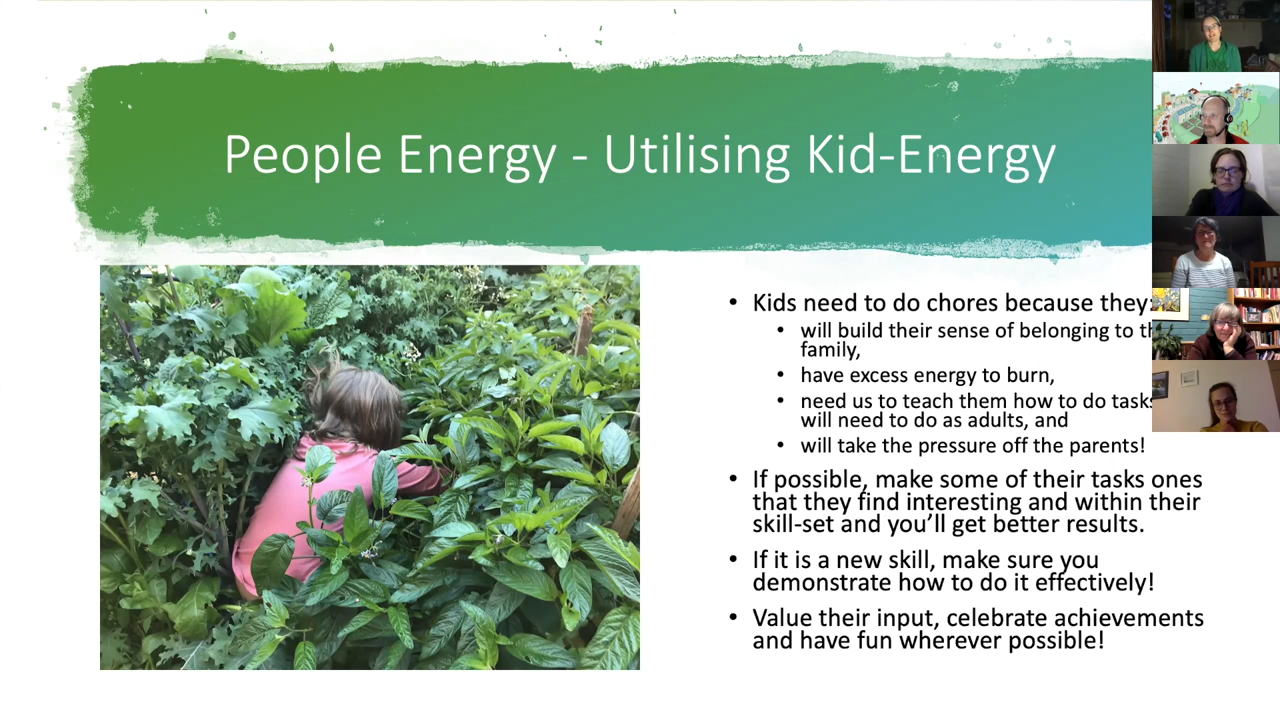 People Energy - Utilising Kid-Energy
• Kids need to do chores because they:
• will build their sense of belonging to
family,
• have excess energy to burn,
• need us to teach them how to do
will need to do as adults, and
• will take the pressure off the parents!
• If possible, make some of their tasks ones
that they find interesting and within their
skill-set and you’ll get better results.
• If it is a new skill, make sure you
demonstrate how to do it effectively!
• Value their input, celebrate achievements
and have fun wherever possible!